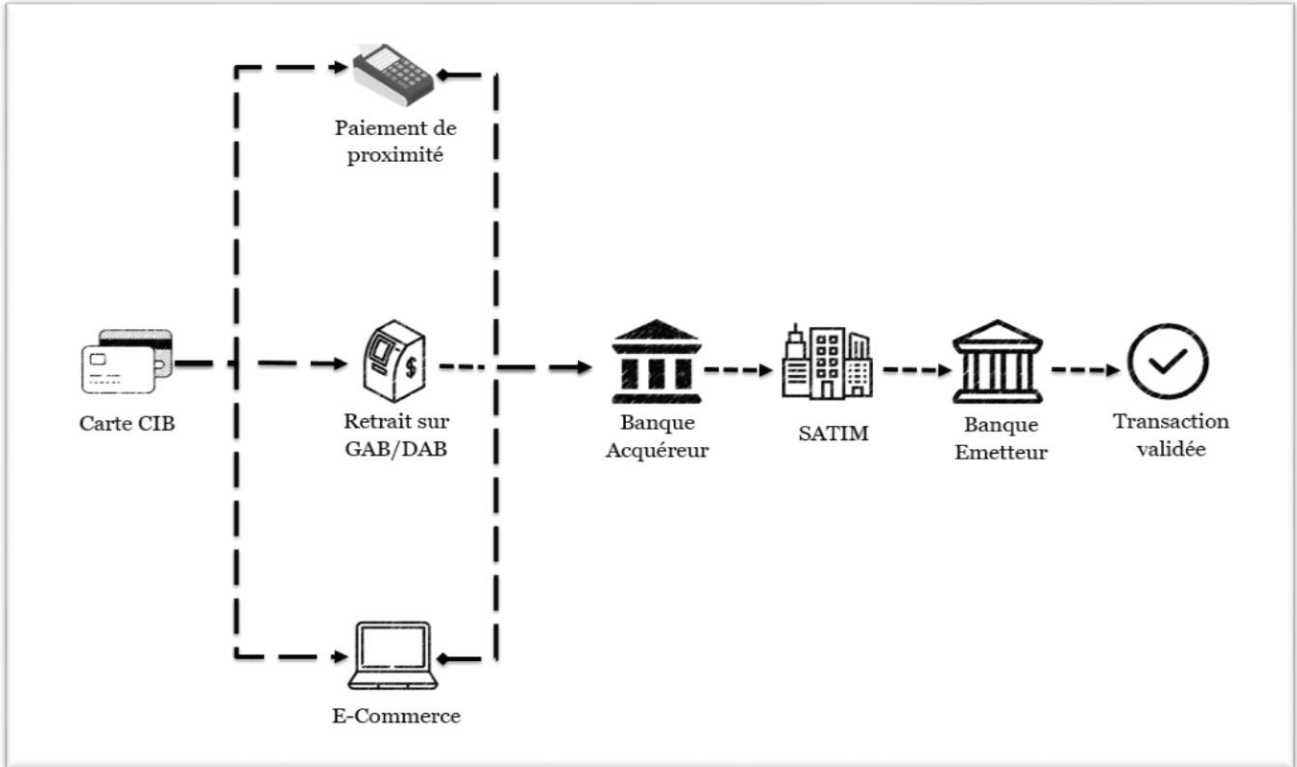 Paiement de
proximité
Carte CIB
Retrait sur
GAB/DAB
$
Banque
Acquéreur
SATIM
Banque
Emetteur
Transaction
validée
E-Commerce